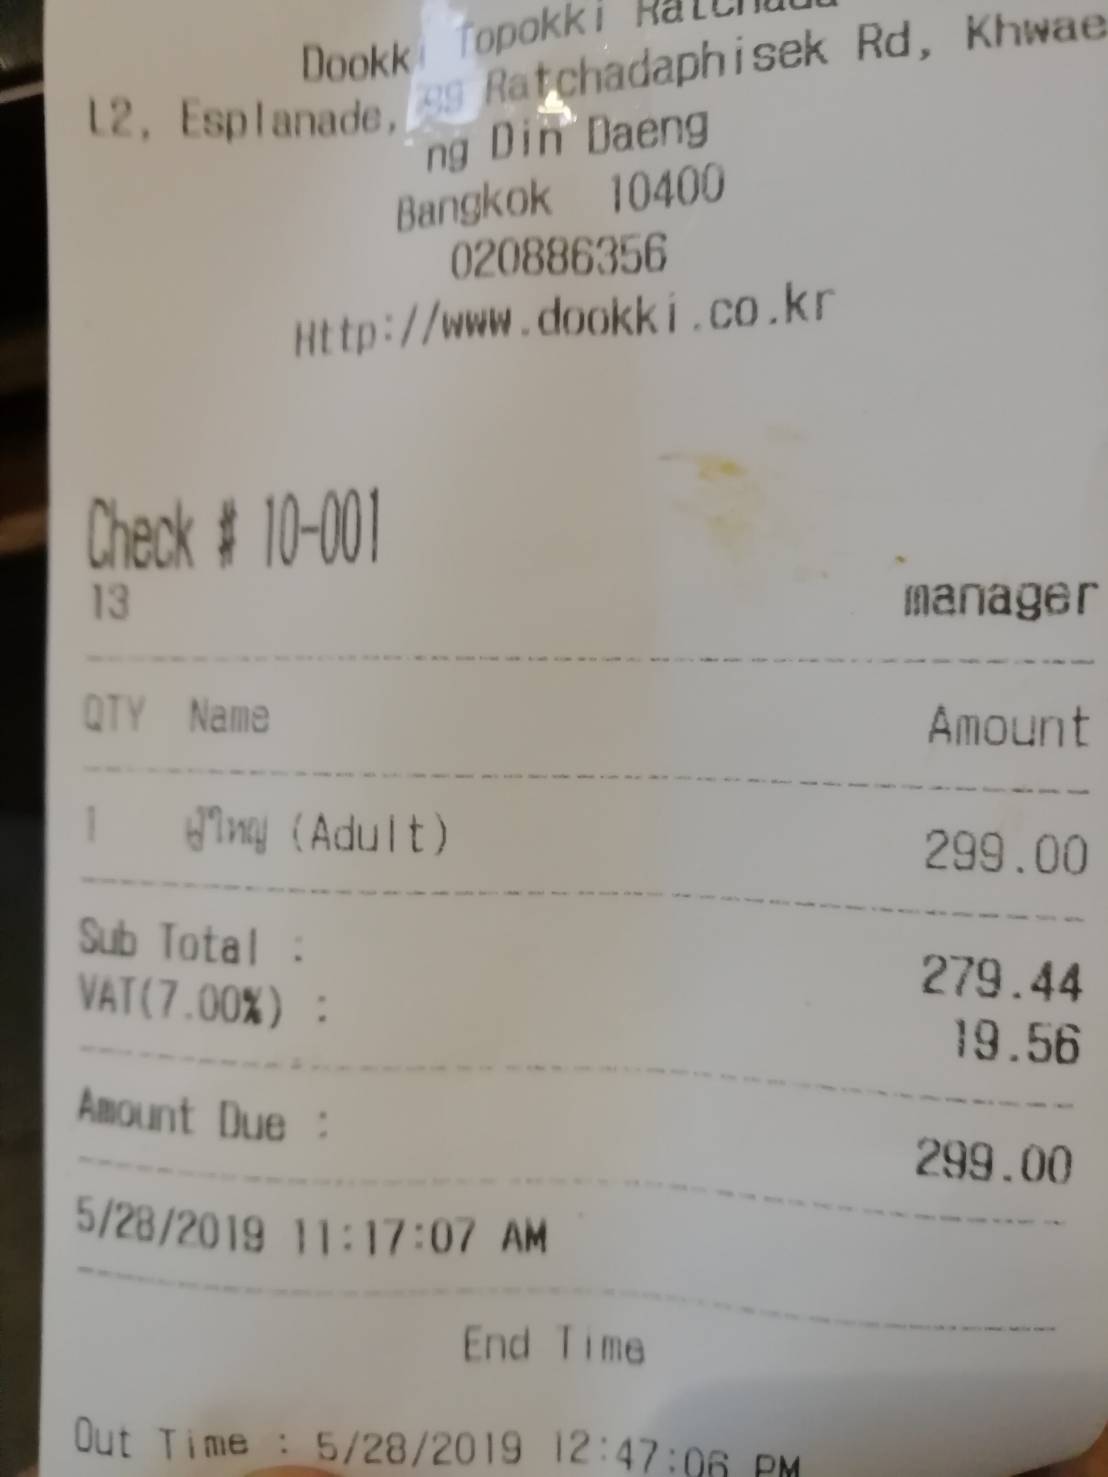 Dookki Topokki Ratchada
L2, Esplanade, 99 Ratchadaphisek Rd, Khwae
ng Din Daeng
Bangkok 10400
020886356
Http://www.dookki.co.kr
Check # 10-001
13 manager
QTY Name Amount
1 ผู้ใหญ่ (Adult) 299.00
Sub Total : 279.44
VAT(7.00%) : 19.56
Amount Due : 299.00
5/28/2019 11:17:07 AM
End Time
Out Time : 5/28/2019 12:47:06 PM